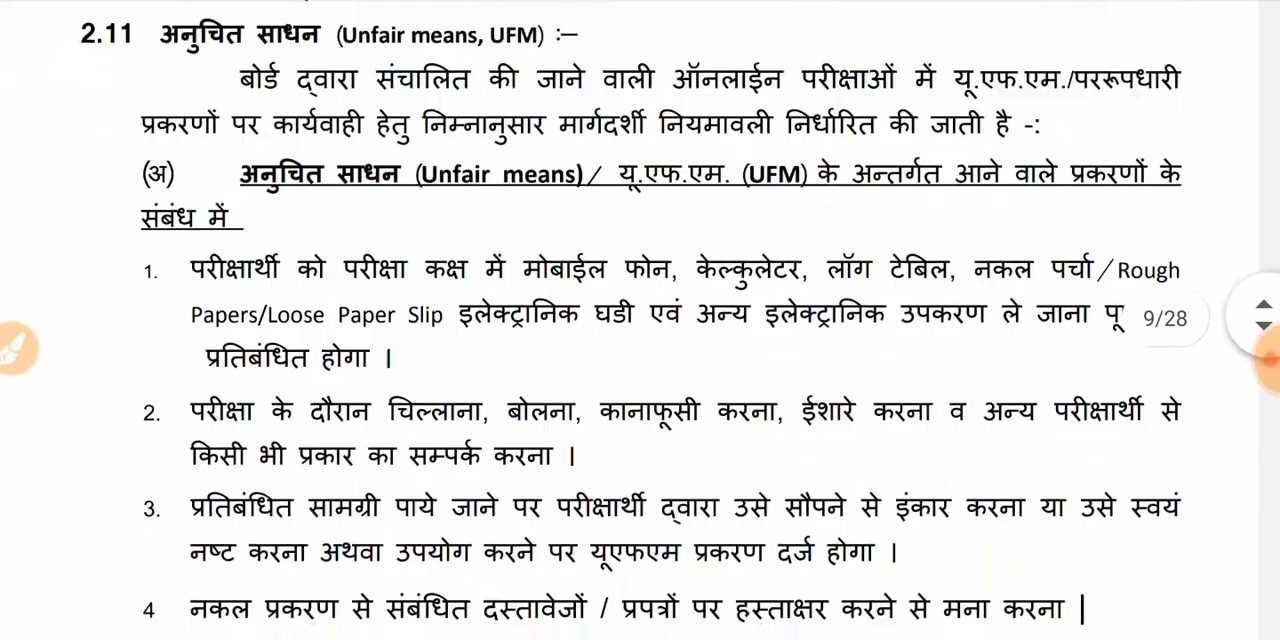 2.11 अनुचित साधन (Unfair means, UFM) :–
बोर्ड द्वारा संचालित की जाने वाली ऑनलाईन परीक्षाओं में यू.एफ.एम./पररूपधारी
प्रकरणों पर कार्यवाही हेतु निम्नानुसार मार्गदर्शी नियमावली निर्धारित की जाती है -:
(अ) अनुचित साधन (Unfair means)/ यू.एफ.एम. (UFM) के अन्तर्गत आने वाले प्रकरणों के
संबंध में
1. परीक्षार्थी को परीक्षा कक्ष में मोबाईल फोन, केल्कुलेटर, लॉग टेबिल, नकल पर्चा/Rough
Papers/Loose Paper Slip इलेक्ट्रानिक घडी एवं अन्य इलेक्ट्रानिक उपकरण ले जाना पू
9/28
प्रतिबंधित होगा ।
2. परीक्षा के दौरान चिल्लाना, बोलना, कानाफूसी करना, ईशारे करना व अन्य परीक्षार्थी से
किसी भी प्रकार का सम्पर्क करना ।
3. प्रतिबंधित सामग्री पाये जाने पर परीक्षार्थी द्वारा उसे सौपने से इंकार करना या उसे स्वयं
नष्ट करना अथवा उपयोग करने पर यूएफएम प्रकरण दर्ज होगा ।
4 नकल प्रकरण से संबंधित दस्तावेजों / प्रपत्रों पर हस्ताक्षर करने से मना करना |